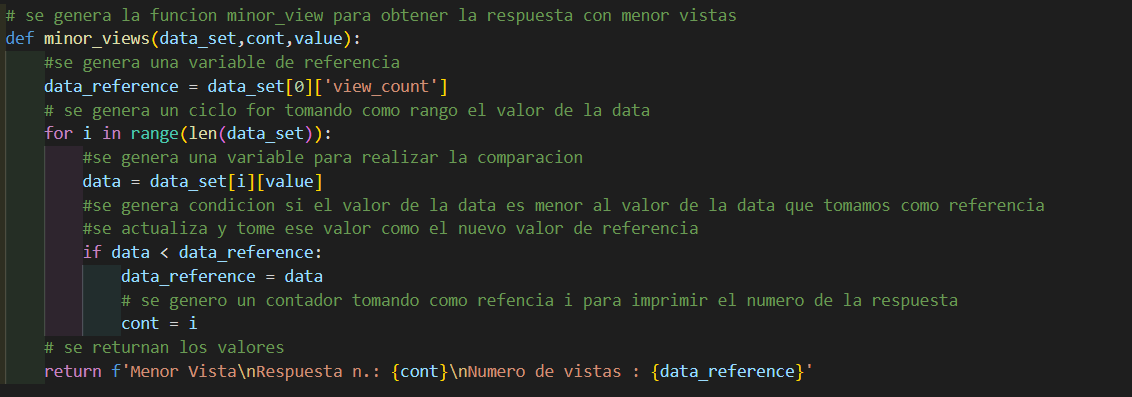 # se genera la funcion minor_view para obtener la respuesta con menor vistas
def minor_views(data_set,cont,value):
    #se genera una variable de referencia
    data_reference = data_set[0]['view_count']
    # se genera un ciclo for tomando como rango el valor de la data
    for i in range(len(data_set)):
        #se genera una variable para realizar la comparacion
        data = data_set[i][value]
        #se genera condicion si el valor de la data es menor al valor de la data que tomamos como referencia
        #se actualiza y tome ese valor como el nuevo valor de referencia
        if data < data_reference:
            data_reference = data
            # se genero un contador tomando como refencia i para imprimir el numero de la respuesta
            cont = i
    # se returnan los valores
    return f'Menor Vista\nRespuesta n.: {cont}\nNumero de vistas : {data_reference}'